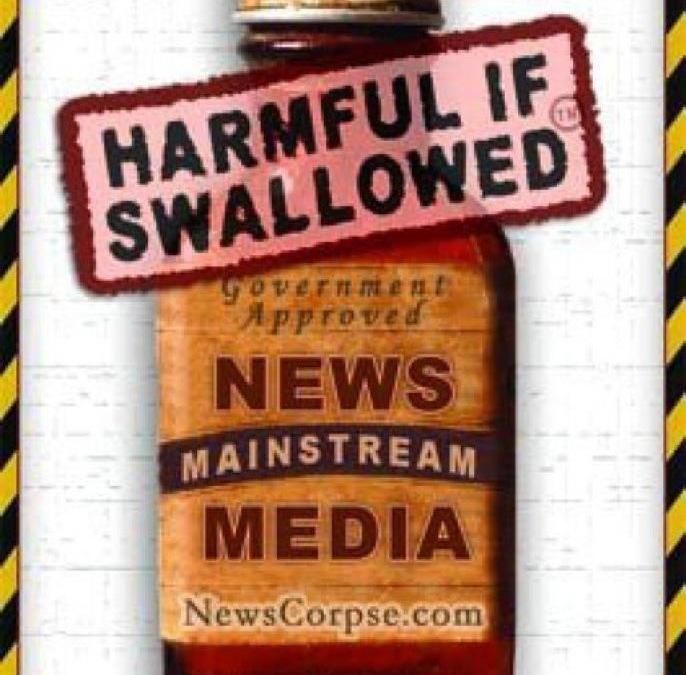 HARMFUL IF
SWALLOWED
TM
Government
Approved
NEWS
MAINSTREAM
MEDIA
NewsCorpse.com